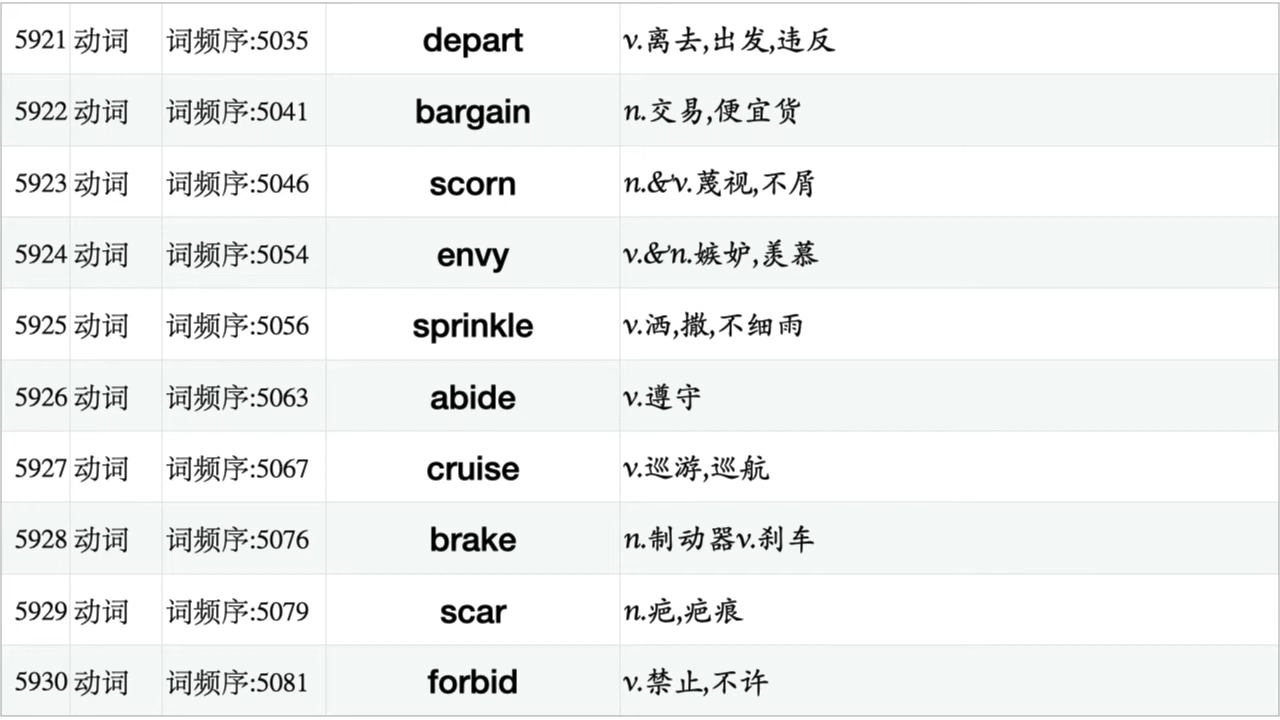 5921 动词 词频序:5035 depart v.离去,出发,违反
5922 动词 词频序:5041 bargain n.交易,便宜货
5923 动词 词频序:5046 scorn n.&v.蔑视,不屑
5924 动词 词频序:5054 envy v.&n.嫉妒,羡慕
5925 动词 词频序:5056 sprinkle v.洒,撒,不细雨
5926 动词 词频序:5063 abide v.遵守
5927 动词 词频序:5067 cruise v.巡游,巡航
5928 动词 词频序:5076 brake n.制动器v.刹车
5929 动词 词频序:5079 scar n.疤,疤痕
5930 动词 词频序:5081 forbid v.禁止,不许